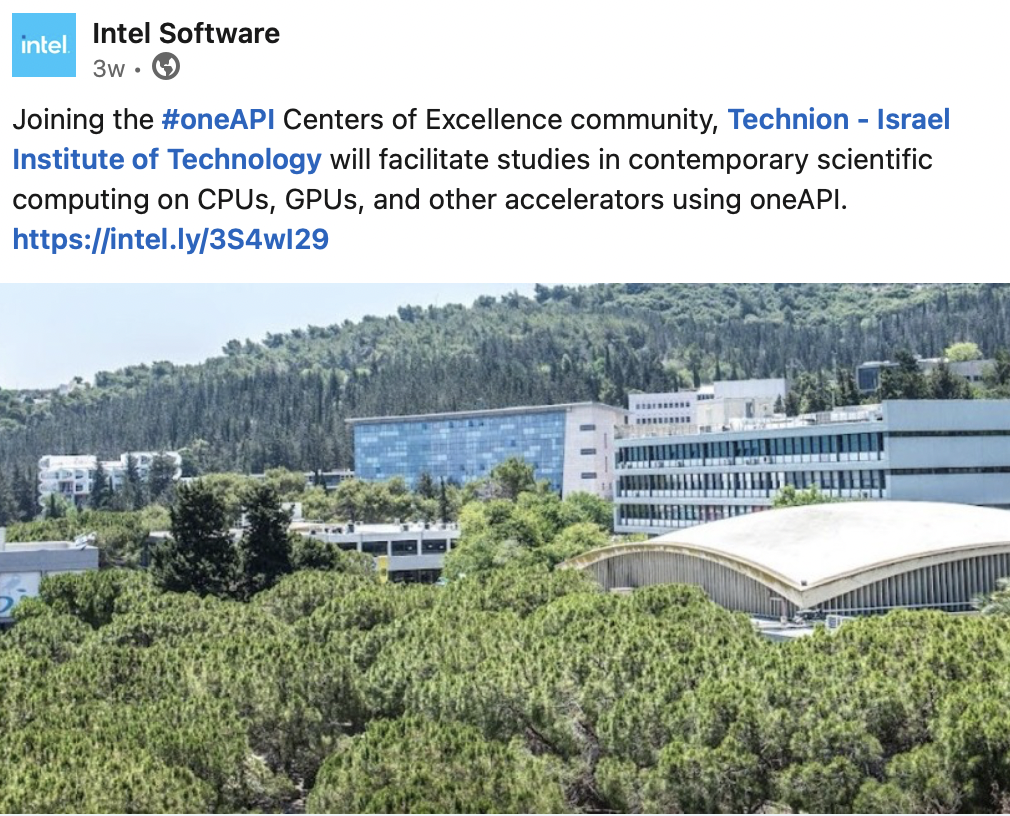 intel.
Intel Software
3w •
Joining the #oneAPI Centers of Excellence community, Technion - Israel
Institute of Technology will facilitate studies in contemporary scientific
computing on CPUs, GPUs, and other accelerators using oneAPI.
https://intel.ly/3S4wI29